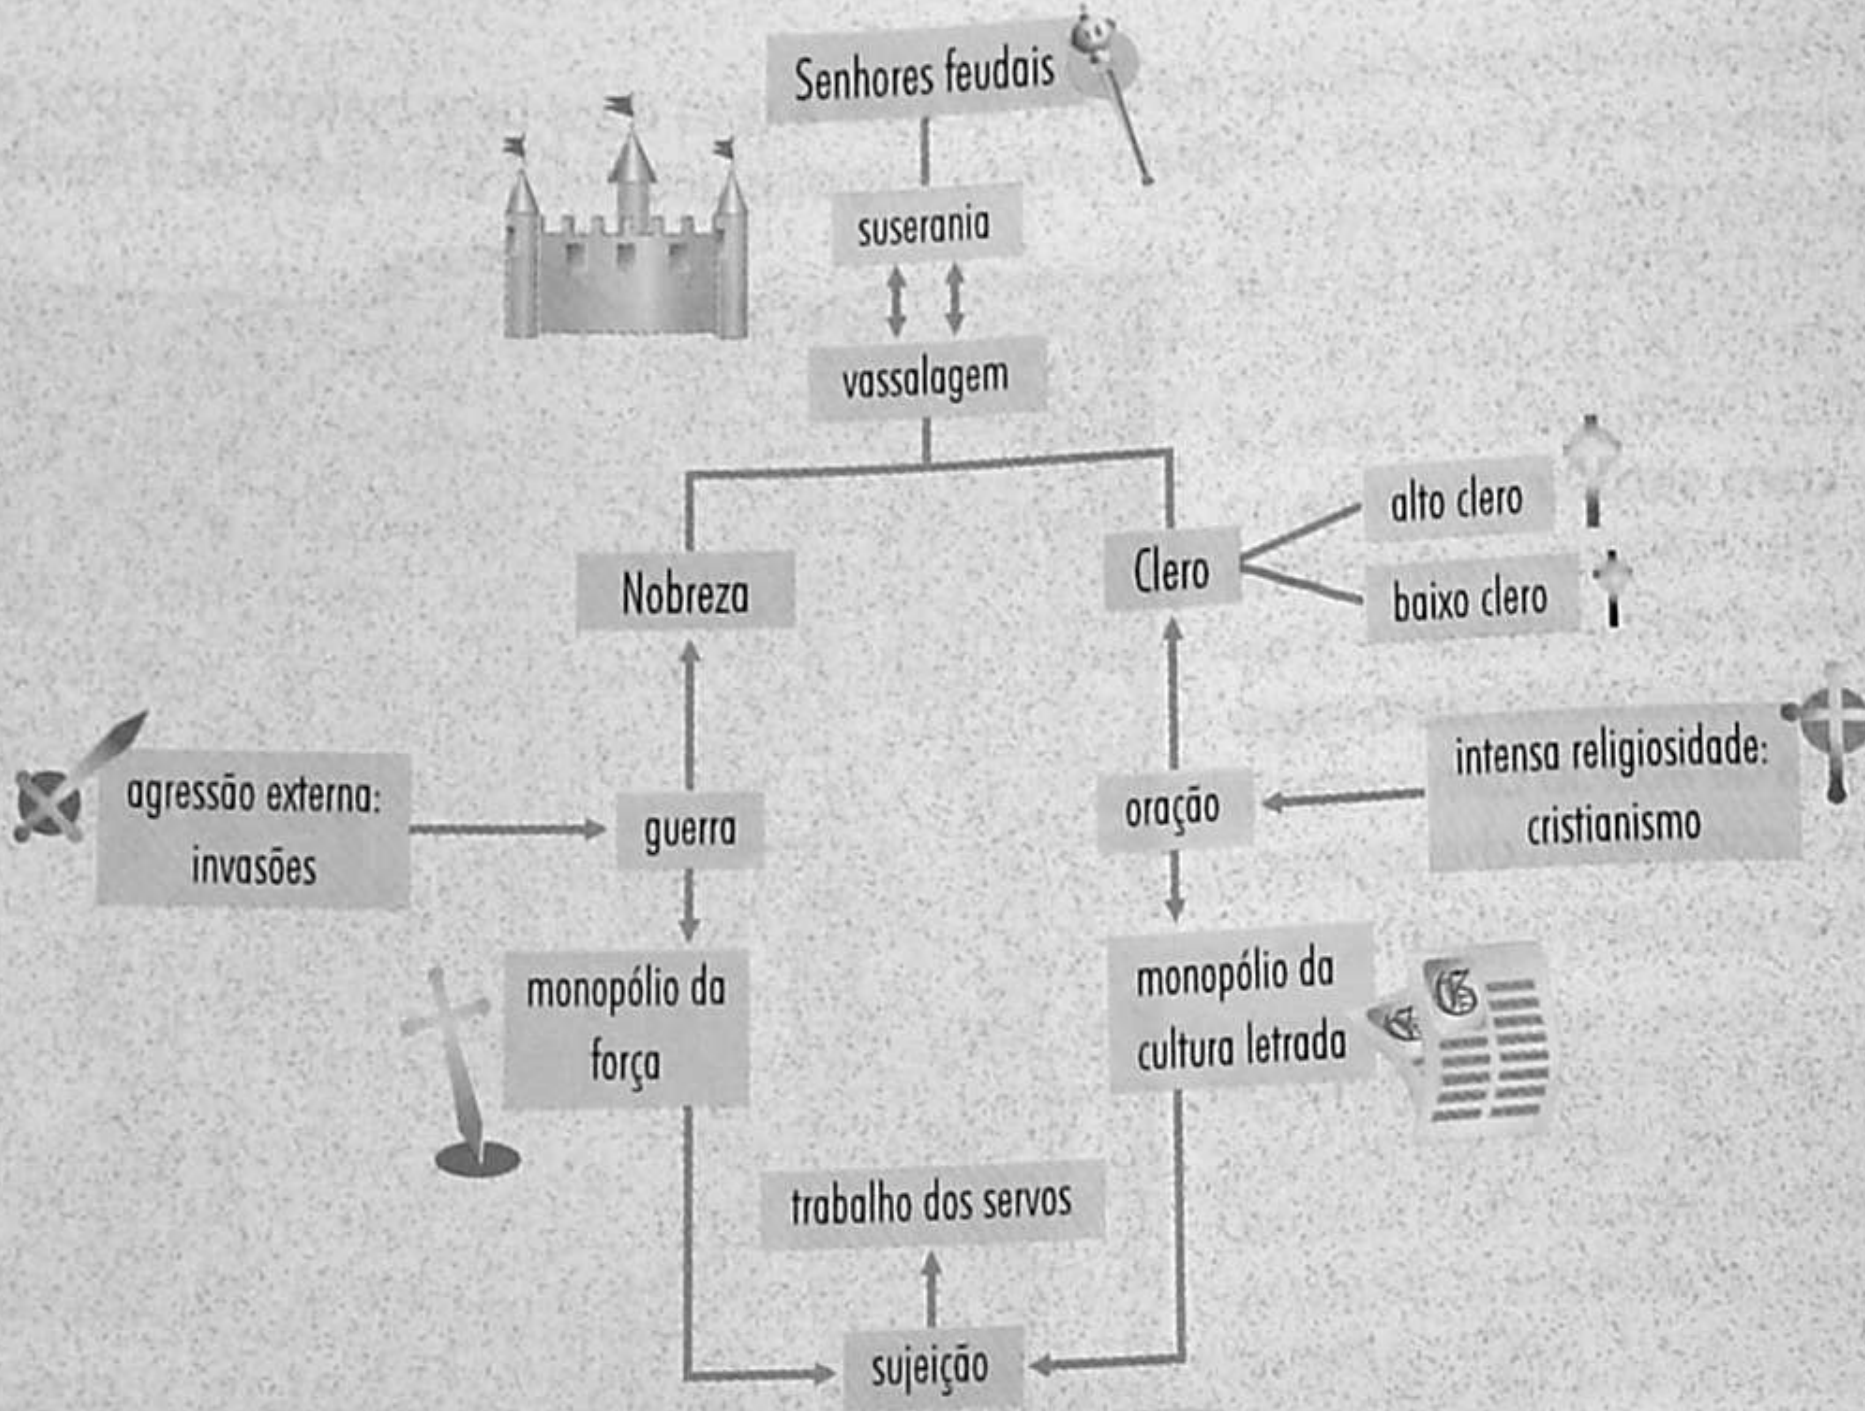 Senhores feudais
suserania
vassalagem
Nobreza
Clero
alto clero
baixo clero
agressão externa:
invasões
guerra
oração
intensa religiosidade:
cristianismo
monopólio da
força
monopólio da
cultura letrada
trabalho dos servos
sujeição